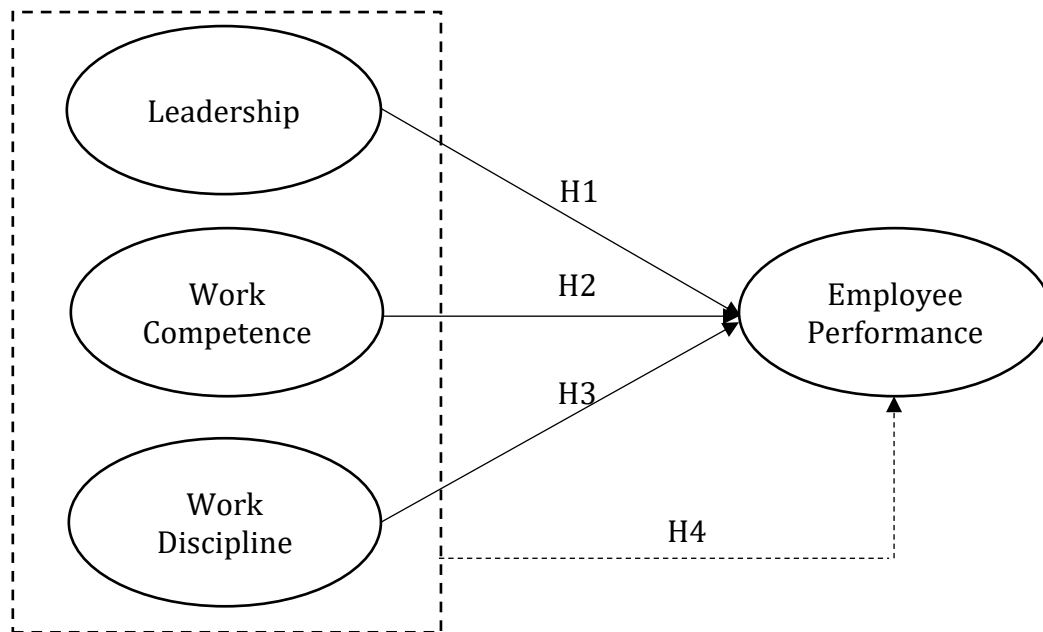 Leadership
H1
Work
Competence
H2
Employee
Performance
H3
Work
Discipline
H4